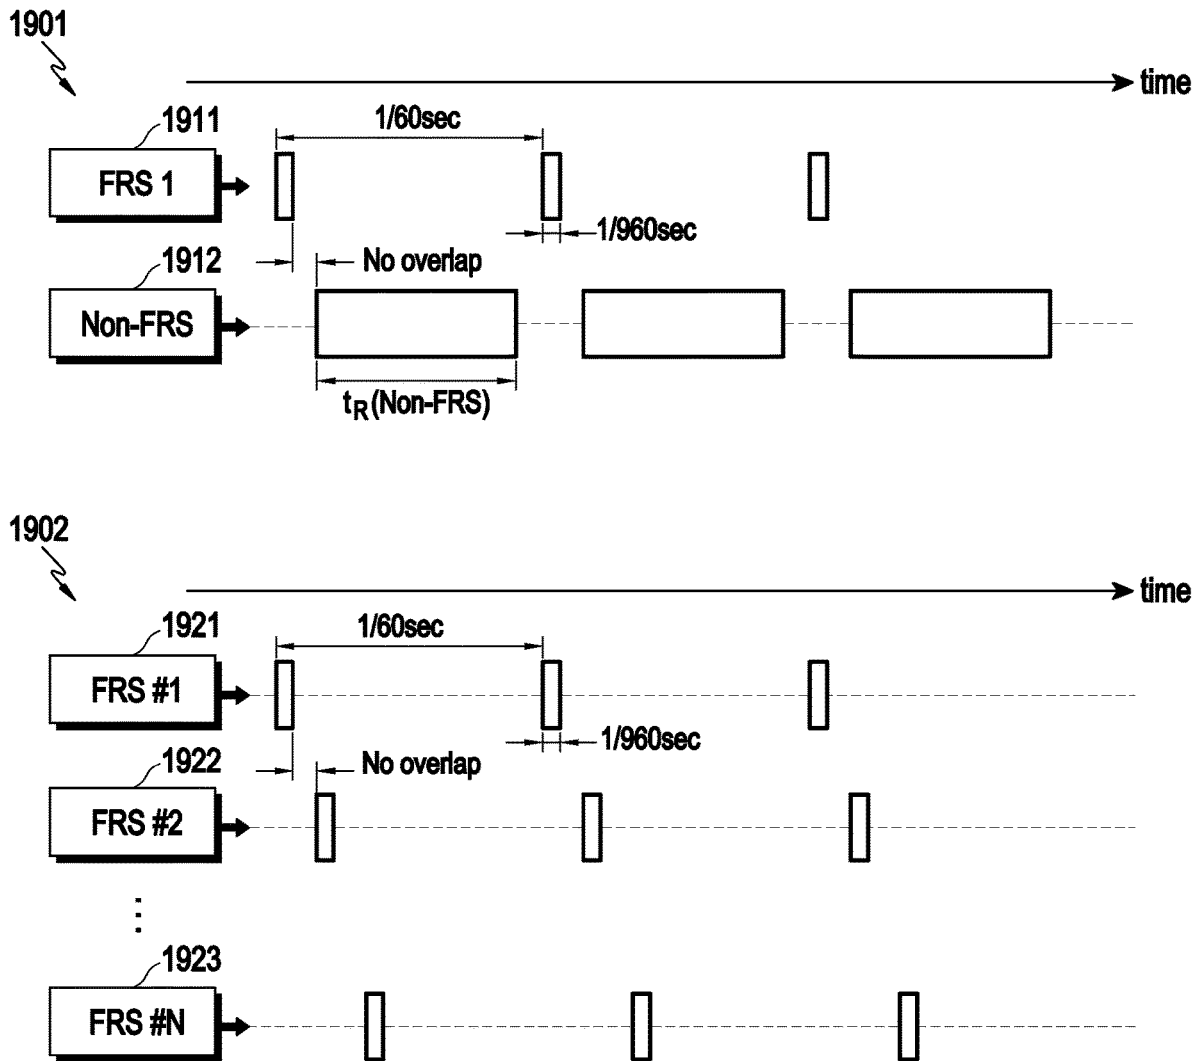 1901
time
1911
1/60sec
FRS 1
1/960sec
1912
No overlap
Non-FRS
tR(Non-FRS)
1902
time
1921
1/60sec
FRS #1
1/960sec
1922
No overlap
FRS #2
⋮
1923
FRS #N